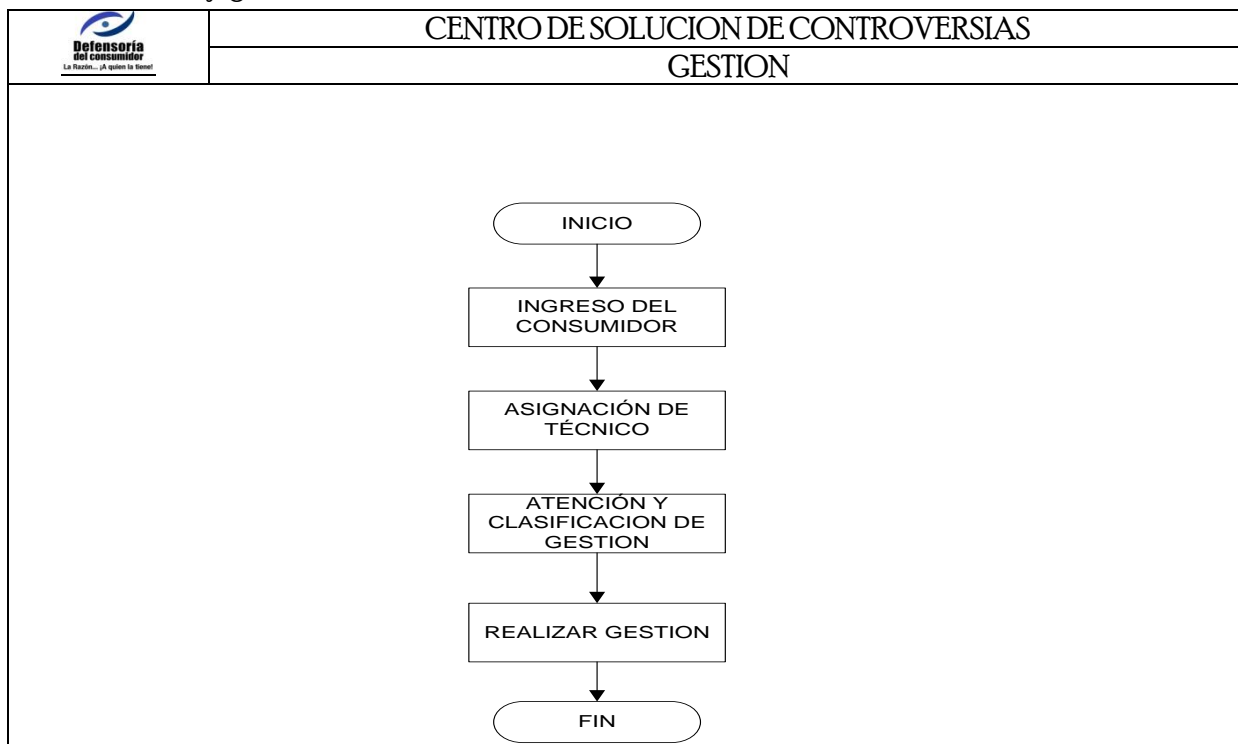 Defensoría
del consumidor
La Razón... ¡A quien la tiene!
CENTRO DE SOLUCION DE CONTROVERSIAS
GESTION
INICIO
INGRESO DEL
CONSUMIDOR
ASIGNACIÓN DE
TÉCNICO
ATENCIÓN Y
CLASIFICACION DE
GESTION
REALIZAR GESTION
FIN